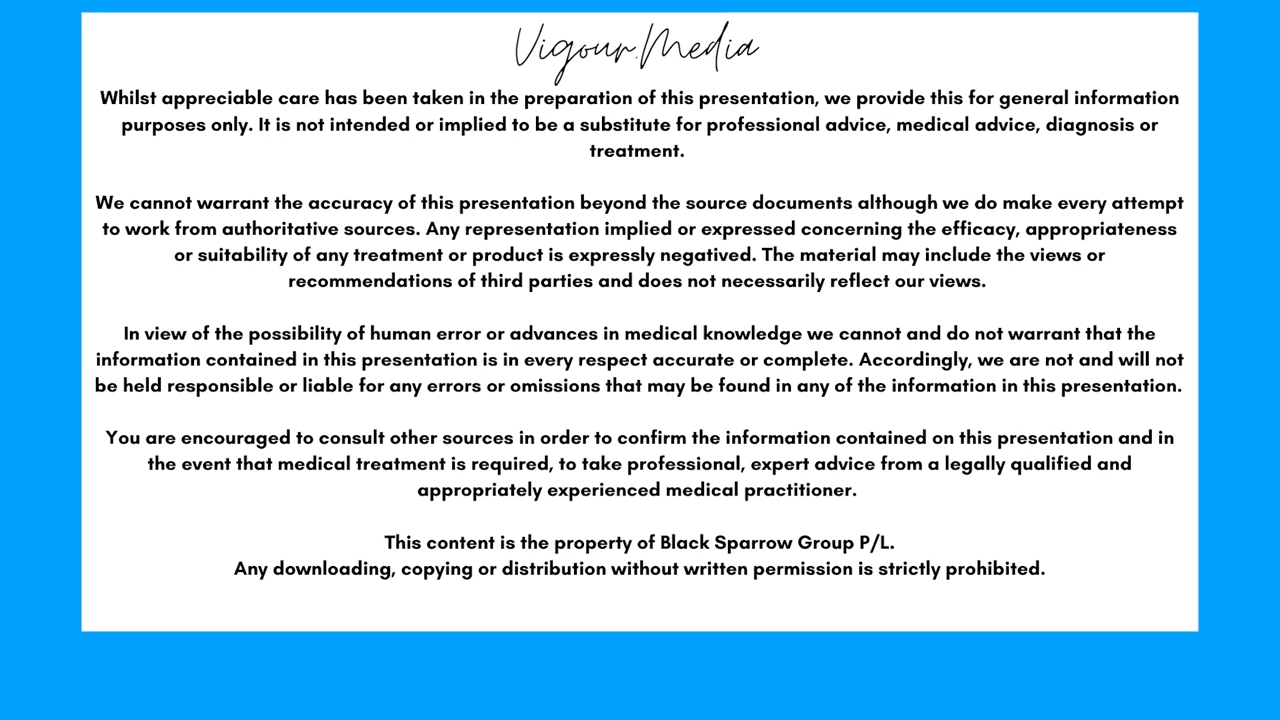 Vigour.Media
Whilst appreciable care has been taken in the preparation of this presentation, we provide this for general information
purposes only. It is not intended or implied to be a substitute for professional advice, medical advice, diagnosis or
treatment.
We cannot warrant the accuracy of this presentation beyond the source documents although we do make every attempt
to work from authoritative sources. Any representation implied or expressed concerning the efficacy, appropriateness
or suitability of any treatment or product is expressly negatived. The material may include the views or
recommendations of third parties and does not necessarily reflect our views.
In view of the possibility of human error or advances in medical knowledge we cannot and do not warrant that the
information contained in this presentation is in every respect accurate or complete. Accordingly, we are not and will not
be held responsible or liable for any errors or omissions that may be found in any of the information in this presentation.
You are encouraged to consult other sources in order to confirm the information contained on this presentation and in
the event that medical treatment is required, to take professional, expert advice from a legally qualified and
appropriately experienced medical practitioner.
This content is the property of Black Sparrow Group P/L.
Any downloading, copying or distribution without written permission is strictly prohibited.